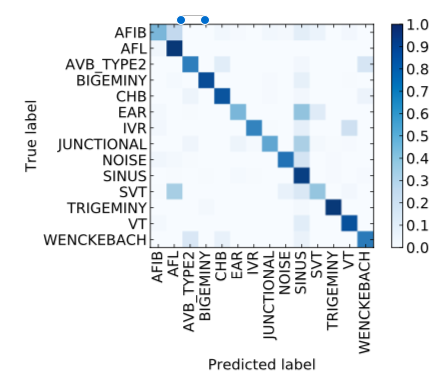 AFIB
AFL
AVB_TYPE2
BIGEMINY
CHB
EAR
IVR
JUNCTIONAL
NOISE
SINUS
SVT
TRIGEMINY
VT
WENCKEBACH
True label
AFIB
AFL
AVB_TYPE2
BIGEMINY
CHB
EAR
IVR
JUNCTIONAL
NOISE
SINUS
SVT
TRIGEMINY
VT
WENCKEBACH
Predicted label
1.0
0.9
0.8
0.7
0.6
0.5
0.4
0.3
0.2
0.1
0.0